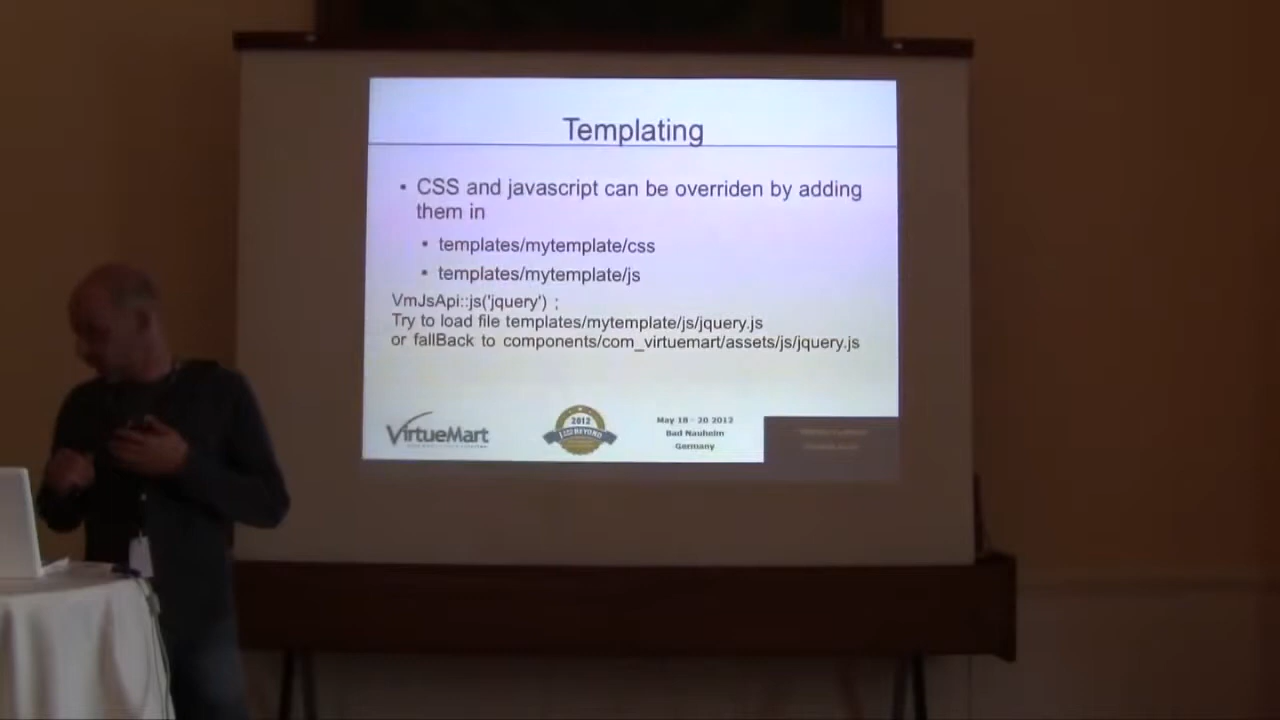 Templating
• CSS and javascript can be overriden by adding
them in
• templates/mytemplate/css
• templates/mytemplate/js
VmJsApi::js('jquery') ;
Try to load file templates/mytemplate/js/jquery.js
or fallBack to components/com_virtuemart/assets/js/jquery.js
VirtueMart
2012
May 18 - 20 2012
Bad Nauheim
Germany